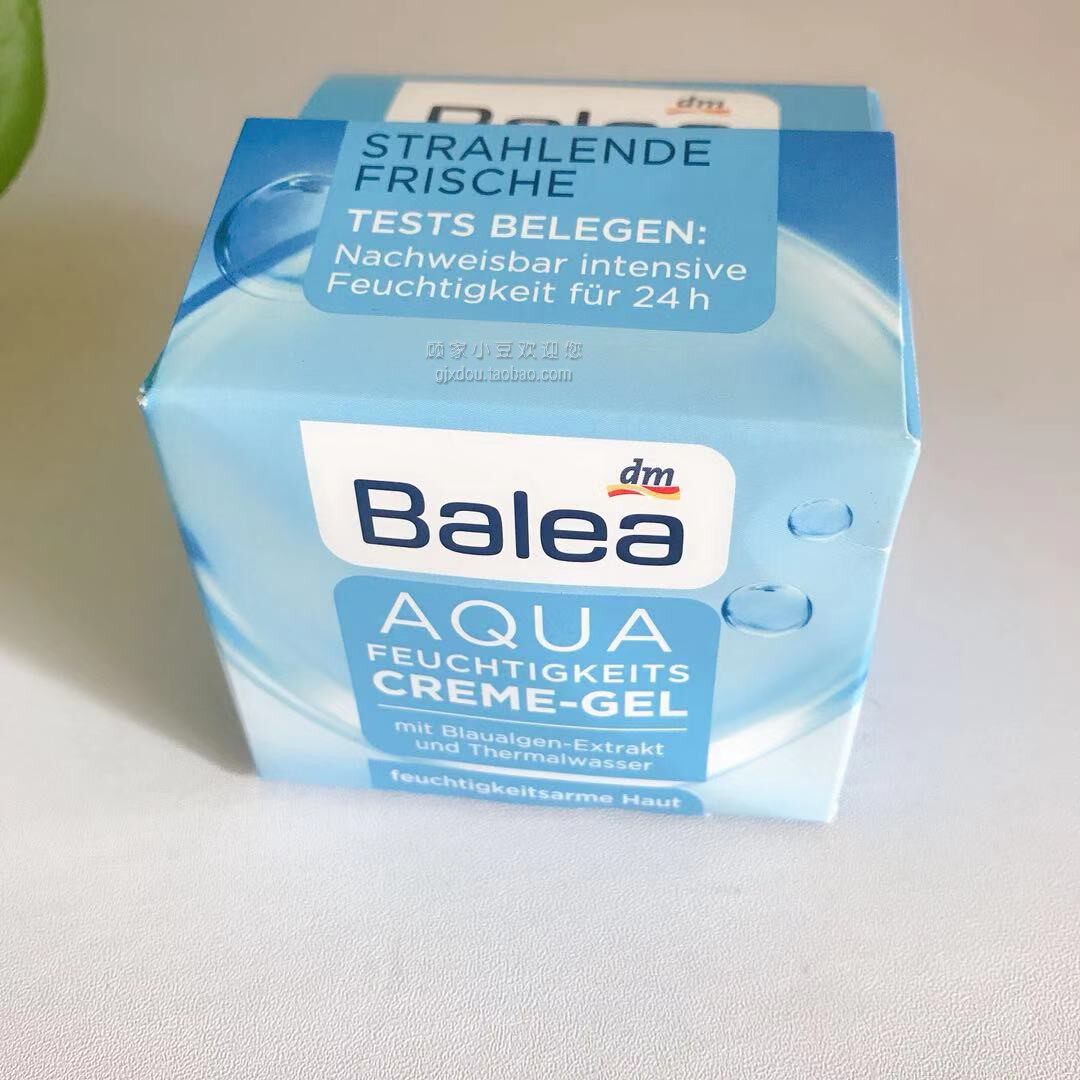 dm
Balea
STRAHLENDE
FRISCHE
TESTS BELEGEN:
Nachweisbar intensive
Feuchtigkeit für 24 h
顾家小豆欢迎您
gjxdou.taobao.com
dm
Balea
AQUA
FEUCHTIGKEITS
CREME-GEL
mit Blaualgen-Extrakt
und Thermalwasser
feuchtigkeitsarme Haut